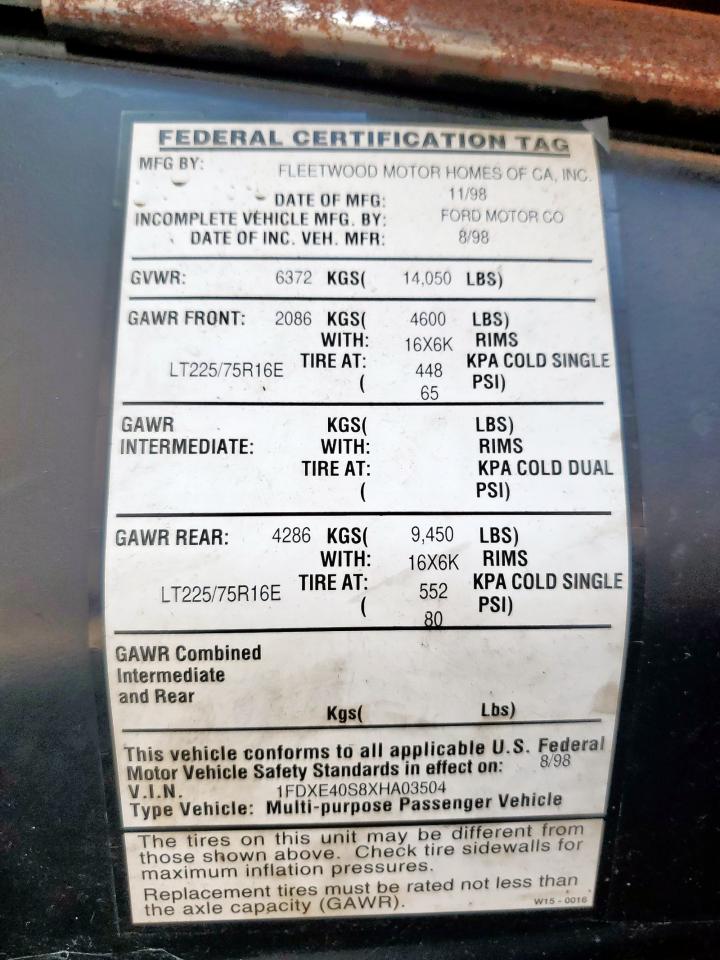 FEDERAL CERTIFICATION TAG
MFG BY: FLEETWOOD MOTOR HOMES OF CA, INC.
DATE OF MFG: 11/98
INCOMPLETE VEHICLE MFG. BY: FORD MOTOR CO
DATE OF INC. VEH. MFR: 8/98
GVWR: 6372 KGS( 14,050 LBS)
GAWR FRONT: 2086 KGS( 4600 LBS)
WITH: 16X6K RIMS
LT225/75R16E TIRE AT: 448 KPA COLD SINGLE
( 65 PSI)
GAWR KGS( LBS)
INTERMEDIATE: WITH: RIMS
TIRE AT: KPA COLD DUAL
( PSI)
GAWR REAR: 4286 KGS( 9,450 LBS)
WITH: 16X6K RIMS
LT225/75R16E TIRE AT: 552 KPA COLD SINGLE
( 80 PSI)
GAWR Combined
Intermediate
and Rear
Kgs( Lbs)
This vehicle conforms to all applicable U.S. Federal
Motor Vehicle Safety Standards in effect on: 8/98
V.I.N. 1FDXE40S8XHA03504
Type Vehicle: Multi-purpose Passenger Vehicle
The tires on this unit may be different from
those shown above. Check tire sidewalls for
maximum inflation pressures.
Replacement tires must be rated not less than
the axle capacity (GAWR). W15-0016